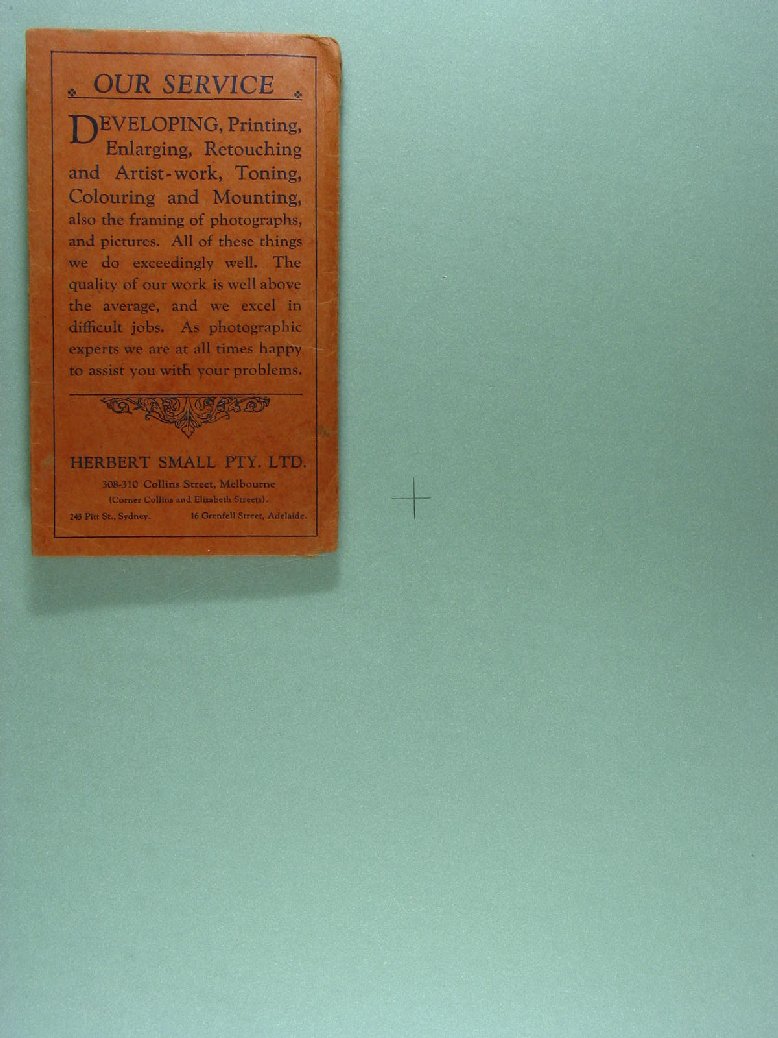 OUR SERVICE
DEVELOPING, Printing,
Enlarging, Retouching
and Artist-work, Toning,
Colouring and Mounting,
also the framing of photographs,
and pictures. All of these things
we do exceedingly well. The
quality of our work is well above
the average, and we excel in
difficult jobs. As photographic
experts we are at all times happy
to assist you with your problems.
HERBERT SMALL PTY. LTD.
308-310 Collins Street, Melbourne
(Corner Collins and Elizabeth Streets).
243 Pitt St., Sydney. 16 Grenfell Street, Adelaide.